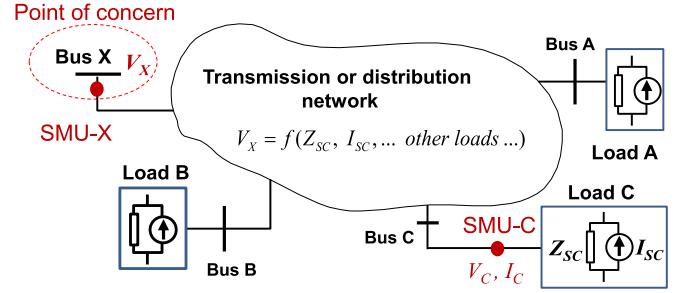 Point of concern
Bus X
V_X
SMU-X
Transmission or distribution
network
V_X = f(Z_SC, I_SC,... other loads ...)
Bus A
Load A
Load B
Bus B
Bus C
SMU-C
V_C, I_C
Load C
Z_SC
I_SC